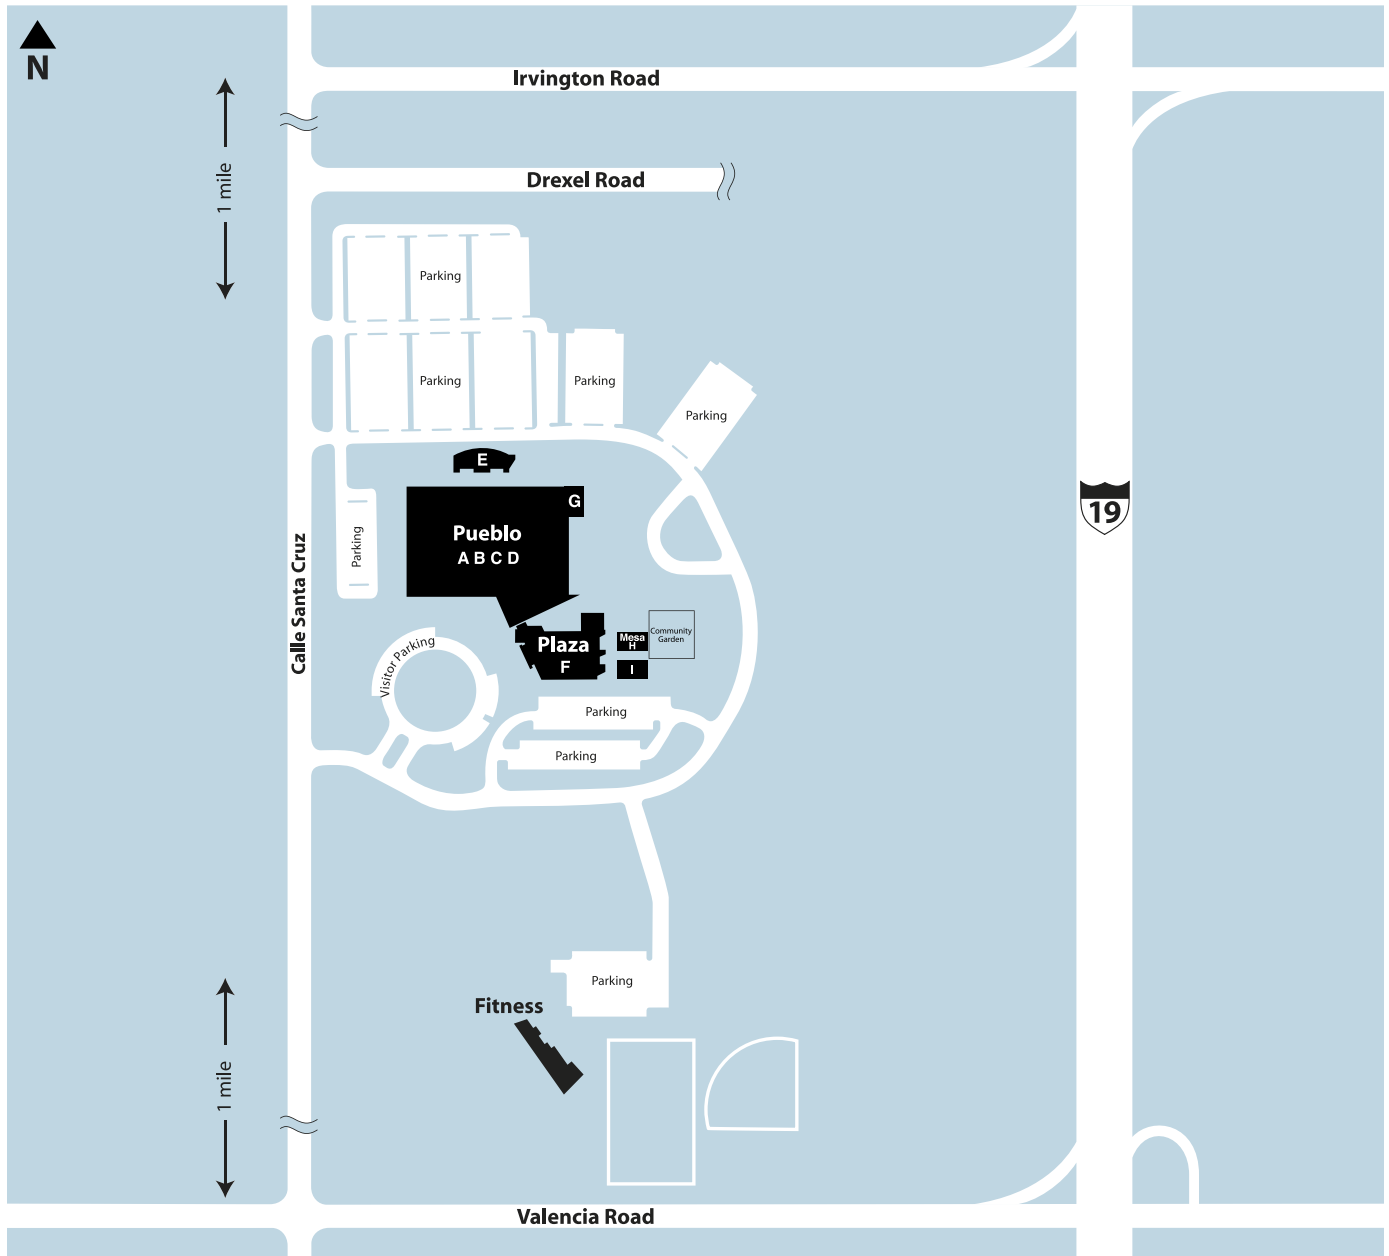 N
Irvington Road
1 mile
Drexel Road
Parking
Parking
Parking
Parking
E
G
19
Pueblo
A B C D
Parking
Calle Santa Cruz
Mesa
H
Community
Garden
Plaza
F
I
Visitor Parking
Parking
Parking
Parking
Fitness
1 mile
Valencia Road